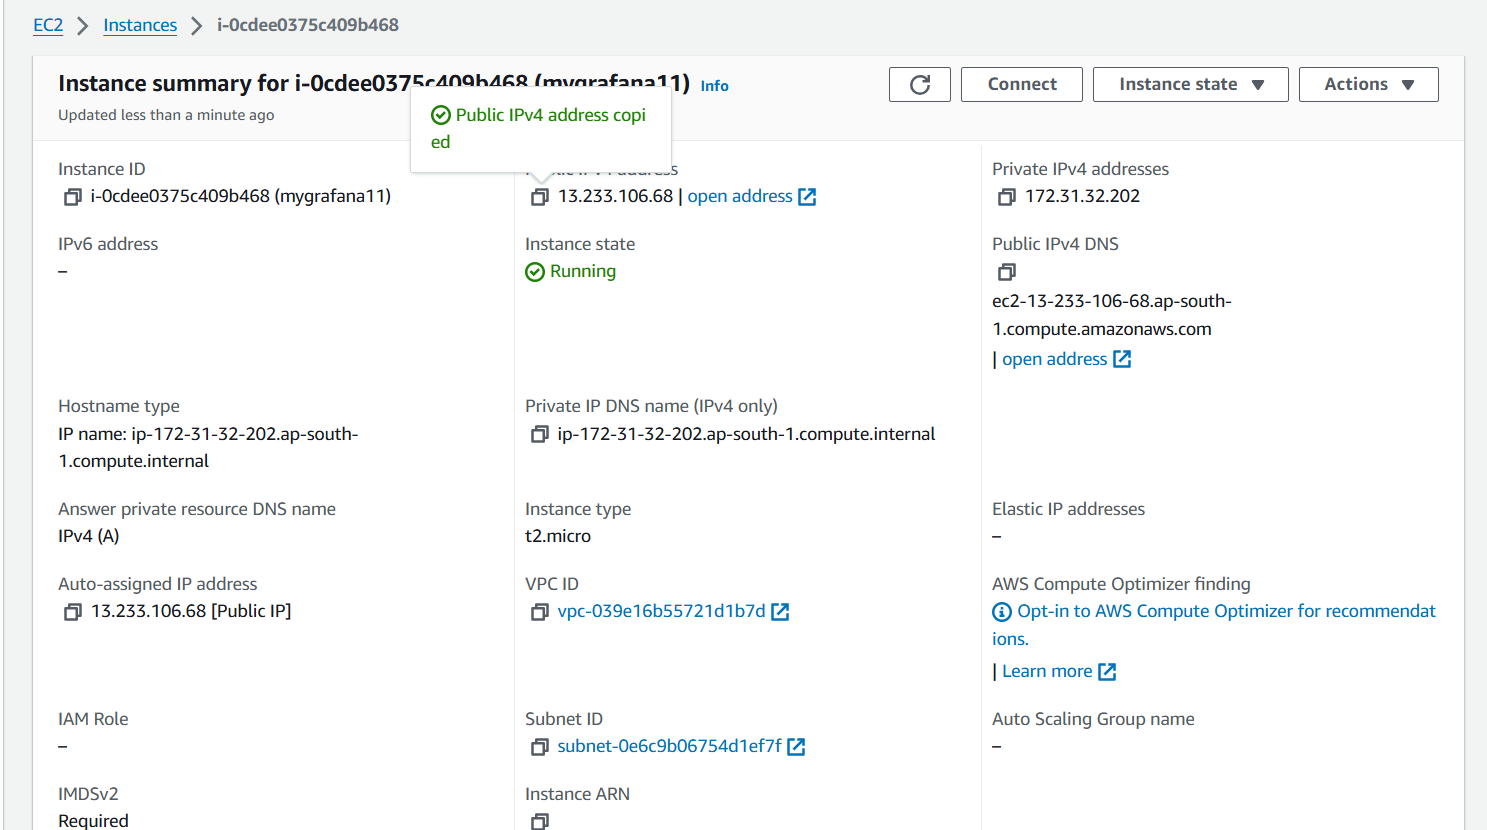 EC2 > Instances > i-0cdee0375c409b468
Instance summary for i-0cdee0375c409b468 (mygrafana11) Info
Updated less than a minute ago
Connect
Instance state
Actions
Public IPv4 address copi
ed
Instance ID
i-0cdee0375c409b468 (mygrafana11)
Public IPv4 address
13.233.106.68 | open address
Private IPv4 addresses
172.31.32.202
IPv6 address
–
Instance state
Running
Public IPv4 DNS
ec2-13-233-106-68.ap-south-
1.compute.amazonaws.com
| open address
Hostname type
IP name: ip-172-31-32-202.ap-south-
1.compute.internal
Private IP DNS name (IPv4 only)
ip-172-31-32-202.ap-south-1.compute.internal
Answer private resource DNS name
IPv4 (A)
Instance type
t2.micro
Elastic IP addresses
–
Auto-assigned IP address
13.233.106.68 [Public IP]
VPC ID
vpc-039e16b55721d1b7d
AWS Compute Optimizer finding
Opt-in to AWS Compute Optimizer for recommendat
ions.
| Learn more
IAM Role
–
Subnet ID
subnet-0e6c9b06754d1ef7f
Auto Scaling Group name
–
IMDSv2
Required
Instance ARN